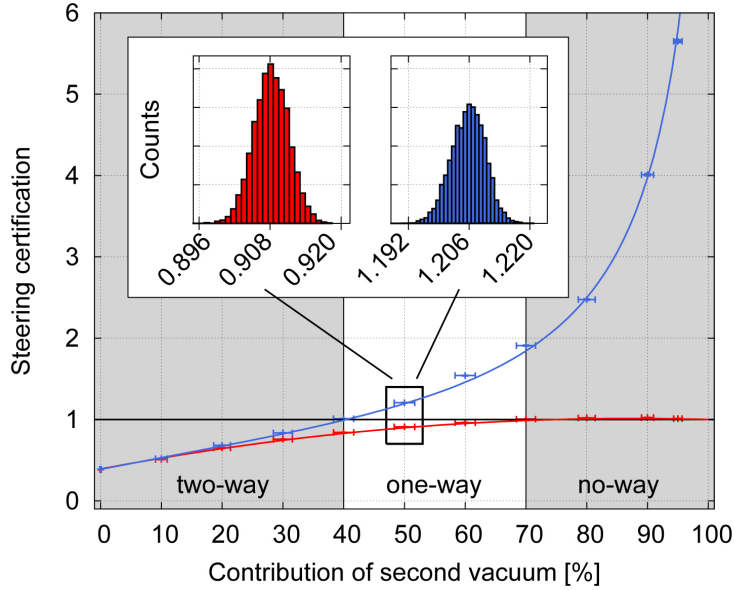 6
5
4
3
2
1
0
Steering certification
Counts
0.896
0.908
0.920
1.192
1.206
1.220
two-way
one-way
no-way
0 10 20 30 40 50 60 70 80 90 100
Contribution of second vacuum [%]